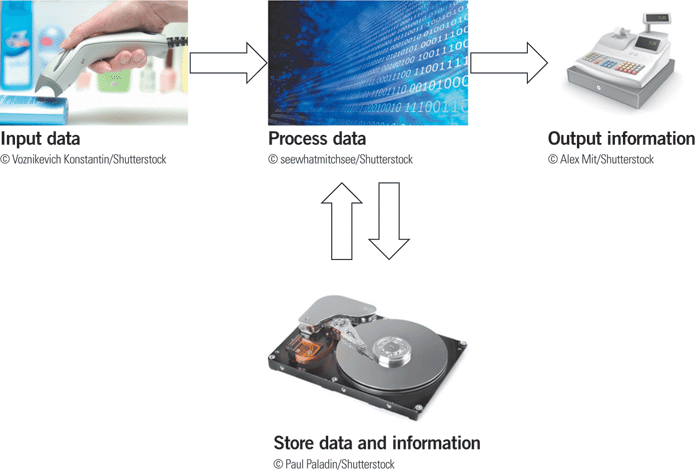 Input data
© Voznikevich Konstantin/Shutterstock
Process data
© seewhatmitchsee/Shutterstock
Output information
© Alex Mit/Shutterstock
Store data and information
© Paul Paladin/Shutterstock